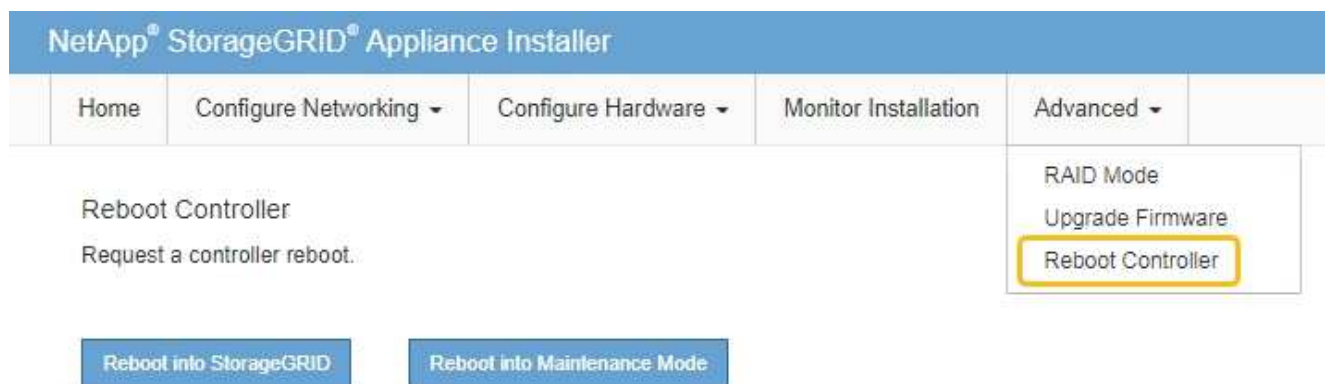 NetApp® StorageGRID® Appliance Installer
Home Configure Networking Configure Hardware Monitor Installation Advanced
RAID Mode
Upgrade Firmware
Reboot Controller
Reboot Controller
Request a controller reboot.
Reboot into StorageGRID Reboot into Maintenance Mode